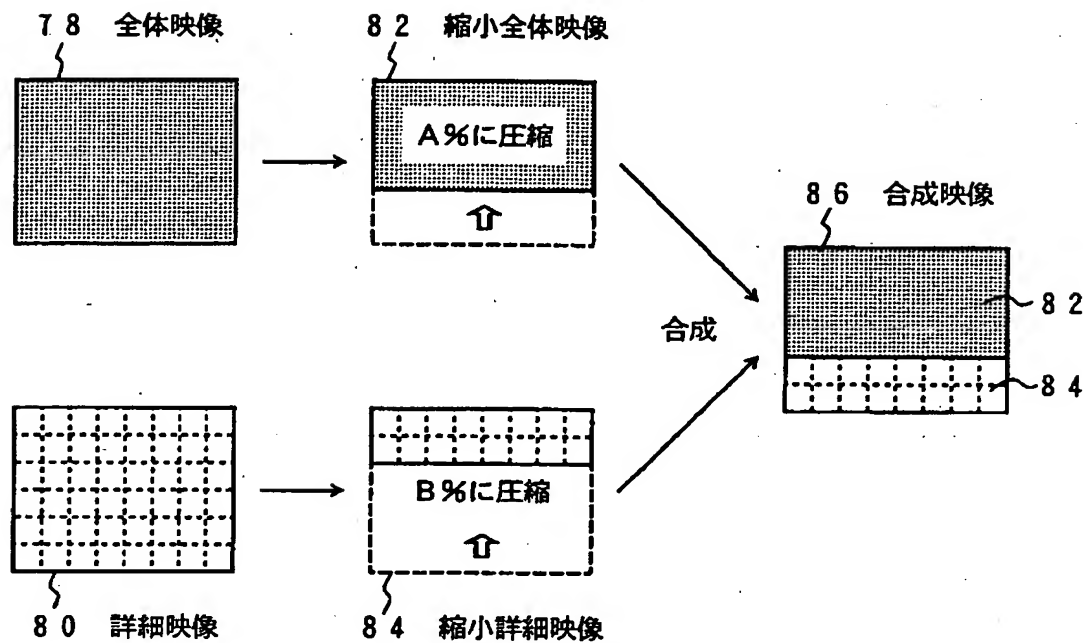 ７８　全体映像
８２　縮小全体映像
A％に圧縮
８６　合成映像
８２
合成
８４
B％に圧縮
８０　詳細映像
８４　縮小詳細映像